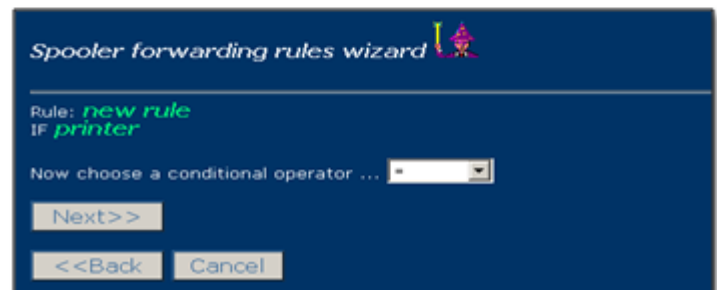 Spooler forwarding rules wizard
Rule: new rule
IF printer
Now choose a conditional operator ... =
Next>>
<<Back Cancel